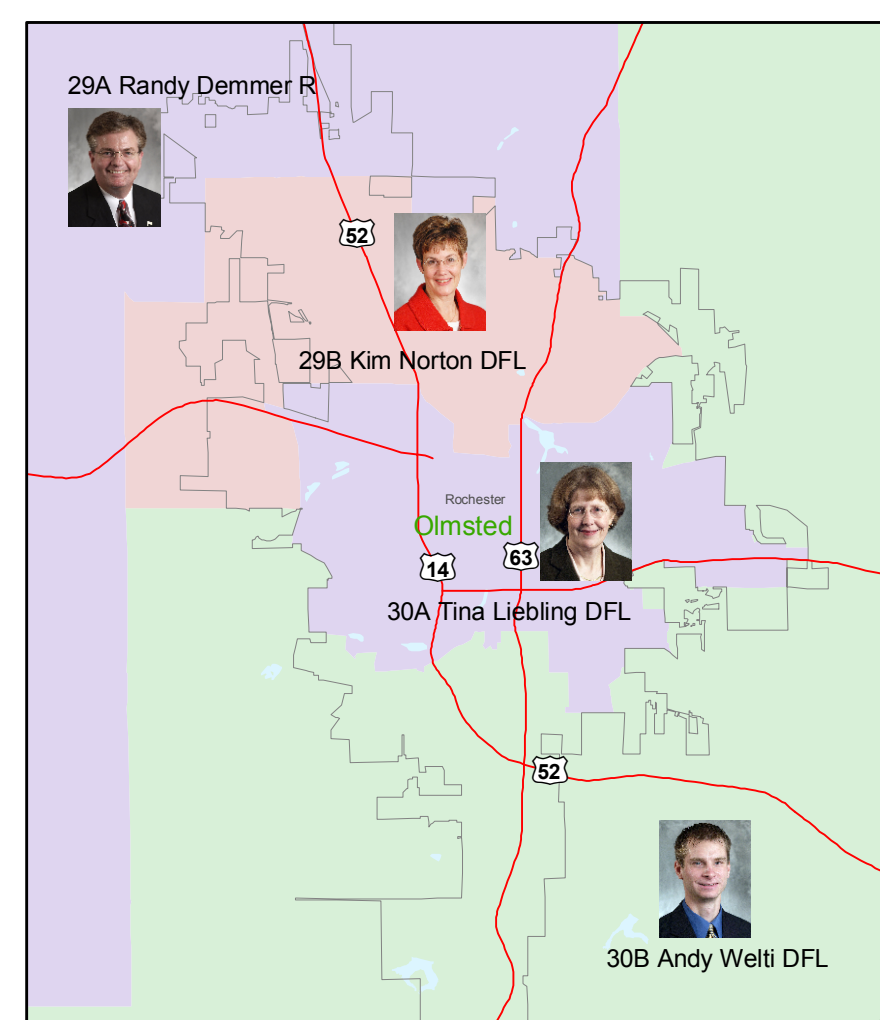 29A Randy Demmer R
52
29B Kim Norton DFL
Rochester
Olmsted
63
14
30A Tina Liebling DFL
52
30B Andy Welti DFL